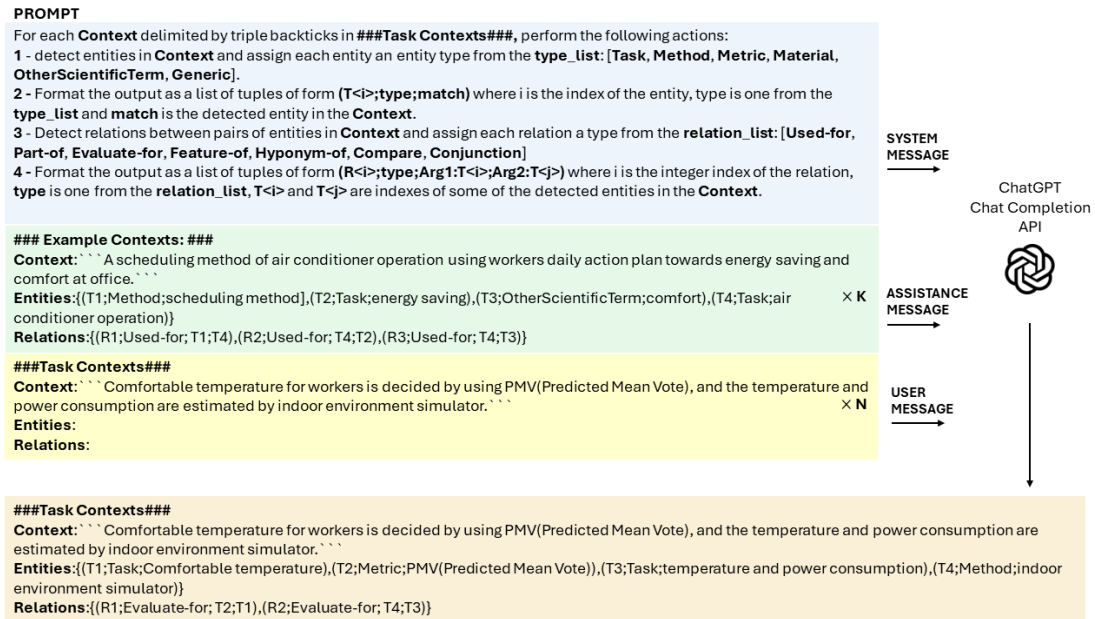 PROMPT
For each Context delimited by triple backticks in ###Task Contexts###, perform the following actions:
1 - detect entities in Context and assign each entity an entity type from the type_list: [Task, Method, Metric, Material,
OtherScientificTerm, Generic].
2 - Format the output as a list of tuples of form (T<i>;type;match) where i is the index of the entity, type is one from the
type_list and match is the detected entity in the Context.
3 - Detect relations between pairs of entities in Context and assign each relation a type from the relation_list: [Used-for,
Part-of, Evaluate-for, Feature-of, Hyponym-of, Compare, Conjunction]
4 - Format the output as a list of tuples of form (R<i>;type;Arg1:T<i>;Arg2:T<j>) where i is the integer index of the relation,
type is one from the relation_list, T<i> and T<j> are indexes of some of the detected entities in the Context.
SYSTEM
MESSAGE
ChatGPT
Chat Completion
API
### Example Contexts: ###
Context:```A scheduling method of air conditioner operation using workers daily action plan towards energy saving and
comfort at office.```
Entities:{(T1;Method;scheduling method],(T2;Task;energy saving),(T3;OtherScientificTerm;comfort),(T4;Task;air
conditioner operation)}
Relations:{(R1;Used-for; T1;T4),(R2;Used-for; T4;T2),(R3;Used-for; T4;T3)}
× K
ASSISTANCE
MESSAGE
###Task Contexts###
Context:```Comfortable temperature for workers is decided by using PMV(Predicted Mean Vote), and the temperature and
power consumption are estimated by indoor environment simulator.```
× N
Entities:
Relations:
USER
MESSAGE
###Task Contexts###
Context:```Comfortable temperature for workers is decided by using PMV(Predicted Mean Vote), and the temperature and power consumption are
estimated by indoor environment simulator.```
Entities:{(T1;Task;Comfortable temperature),(T2;Metric;PMV(Predicted Mean Vote)),(T3;Task;temperature and power consumption),(T4;Method;indoor
environment simulator)}
Relations:{(R1;Evaluate-for; T2;T1),(R2;Evaluate-for; T4;T3)}